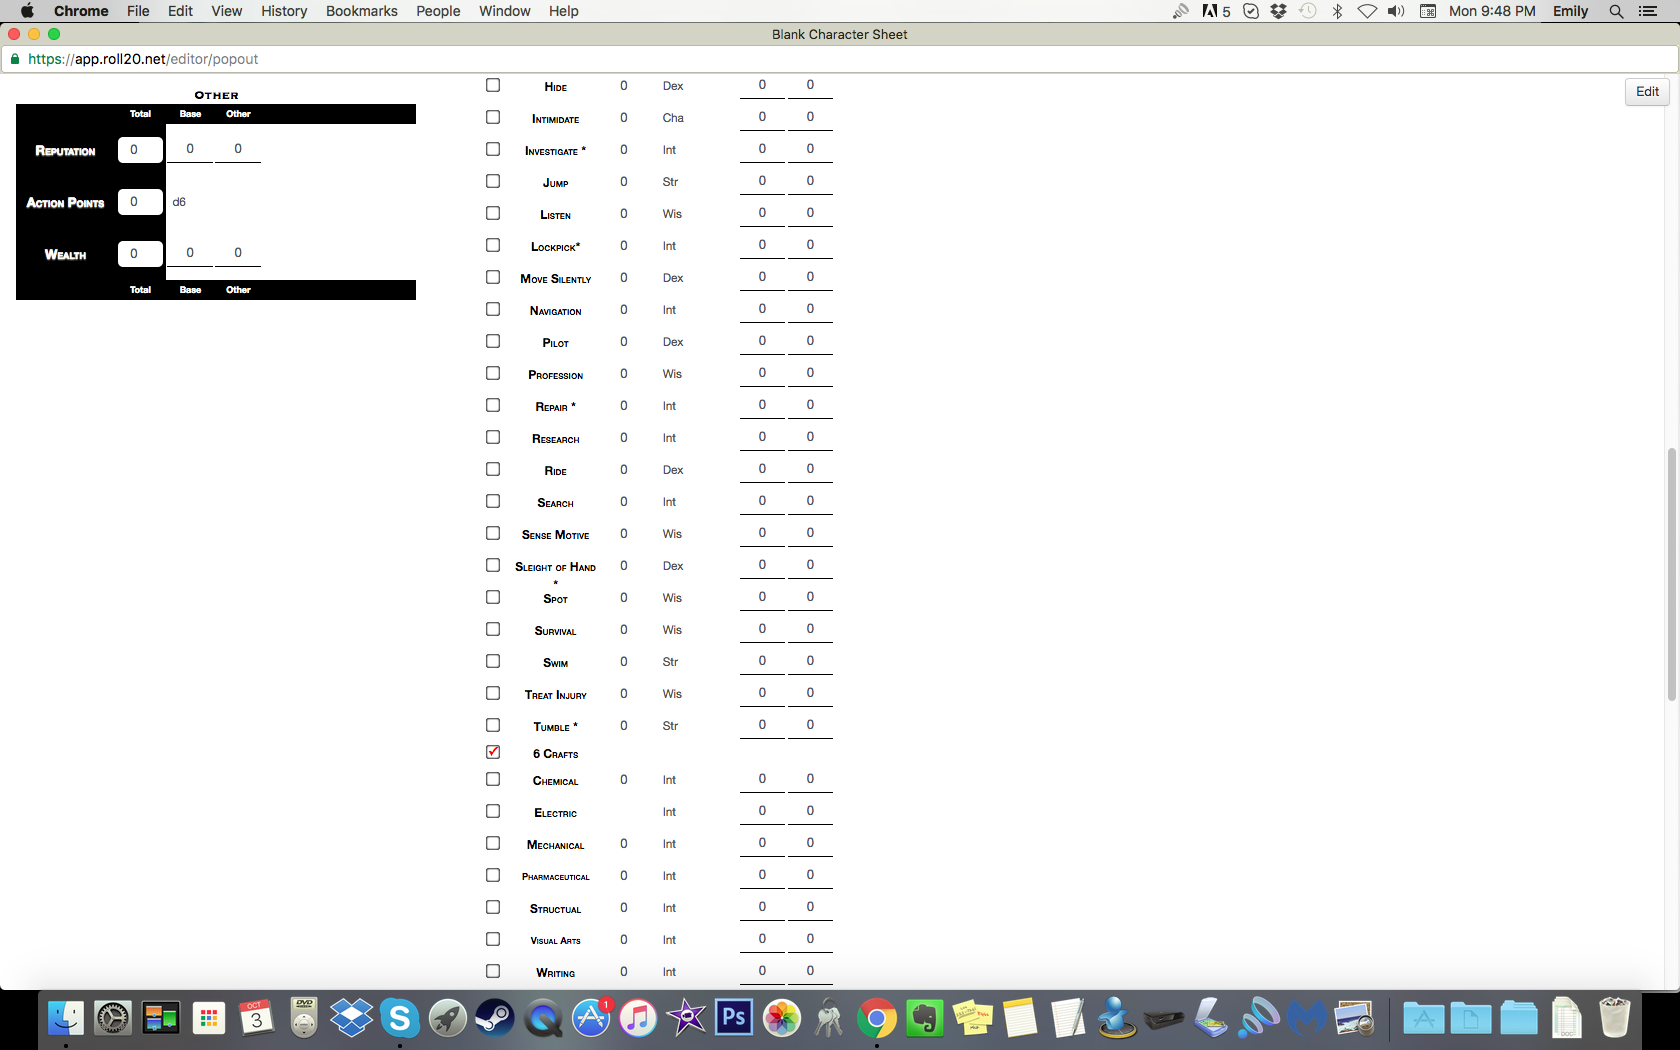 Chrome File Edit View History Bookmarks People Window Help 5 Mon 9:48 PM Emily
Blank Character Sheet
https://app.roll20.net/editor/popout
Edit
Other
Total Base Other
Reputation 0 0 0
Action Points 0 d6
Wealth 0 0 0
Total Base Other
Hide 0 Dex 0 0
Intimidate 0 Cha 0 0
Investigate * 0 Int 0 0
Jump 0 Str 0 0
Listen 0 Wis 0 0
Lockpick* 0 Int 0 0
Move Silently 0 Dex 0 0
Navigation 0 Int 0 0
Pilot 0 Dex 0 0
Profession 0 Wis 0 0
Repair * 0 Int 0 0
Research 0 Int 0 0
Ride 0 Dex 0 0
Search 0 Int 0 0
Sense Motive 0 Wis 0 0
Sleight of Hand 0 Dex 0 0
*
Spot 0 Wis 0 0
Survival 0 Wis 0 0
Swim 0 Str 0 0
Treat Injury 0 Wis 0 0
Tumble * 0 Str 0 0
6 Crafts
Chemical 0 Int 0 0
Electric Int 0 0
Mechanical 0 Int 0 0
Pharmaceutical 0 Int 0 0
Structual 0 Int 0 0
Visual Arts 0 Int 0 0
Writing 0 Int 0 0
OCT
3
DVD
1
Ps